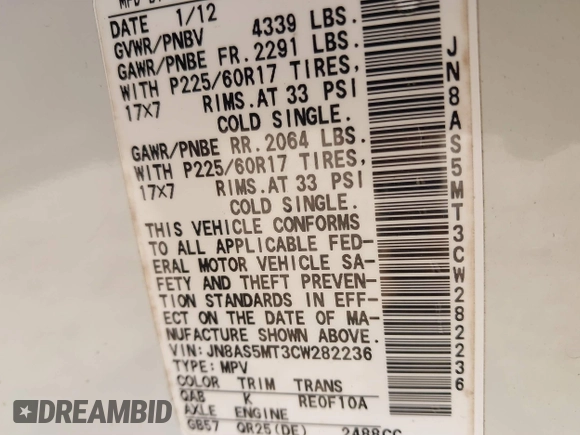 DATE 1/12
GVWR/PNBV 4339 LBS.
GAWR/PNBE FR. 2291 LBS.
WITH P225/60R17 TIRES,
17x7 RIMS. AT 33 PSI
COLD SINGLE.
GAWR/PNBE RR. 2064 LBS.
WITH P225/60R17 TIRES,
17x7 RIMS. AT 33 PSI
COLD SINGLE.
THIS VEHICLE CONFORMS
TO ALL APPLICABLE FED-
ERAL MOTOR VEHICLE SA-
FETY AND THEFT PREVEN-
TION STANDARDS IN EFF-
ECT ON THE DATE OF MA-
NUFACTURE SHOWN ABOVE.
VIN: JN8AS5MT3CW282236
TYPE: MPV
COLOR TRIM TRANS
QAB K RE0F10A
AXLE ENGINE
GB57 QR25(DE) 2488CC
JN8AS5MT3CW282236
DREAMBID
DREAMBID